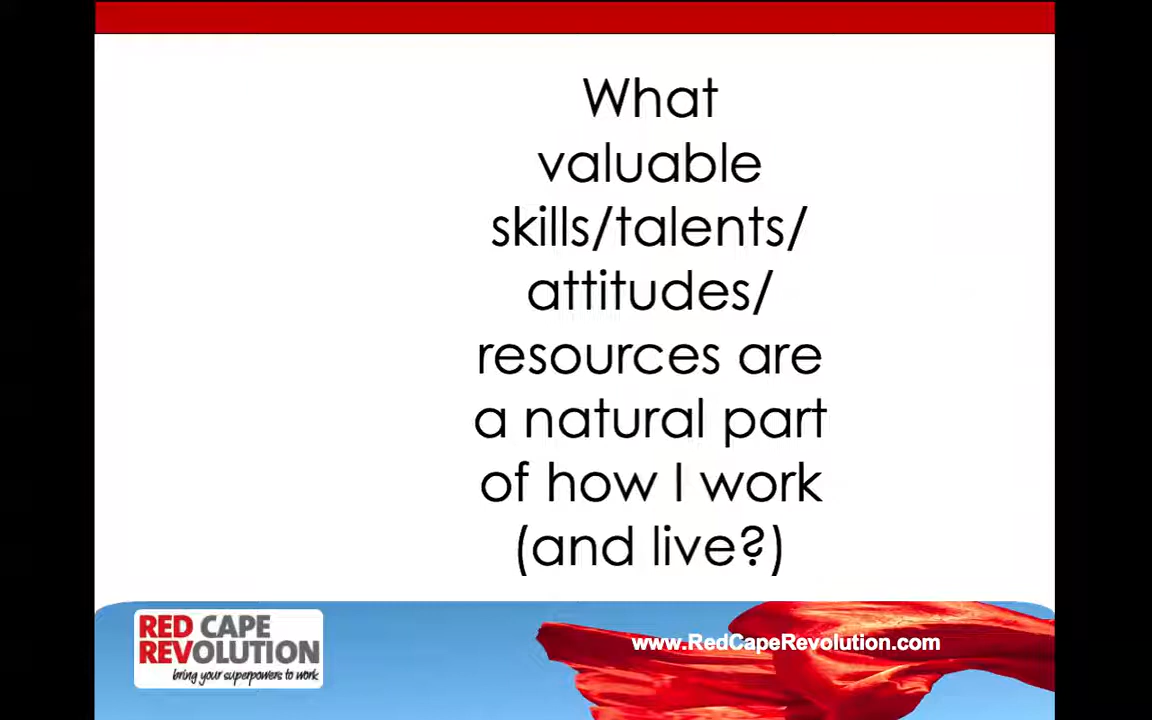 What
valuable
skills/talents/
attitudes/
resources are
a natural part
of how I work
(and live?)
RED CAPE
REVOLUTION
bring your superpowers to work
www.RedCapeRevolution.com